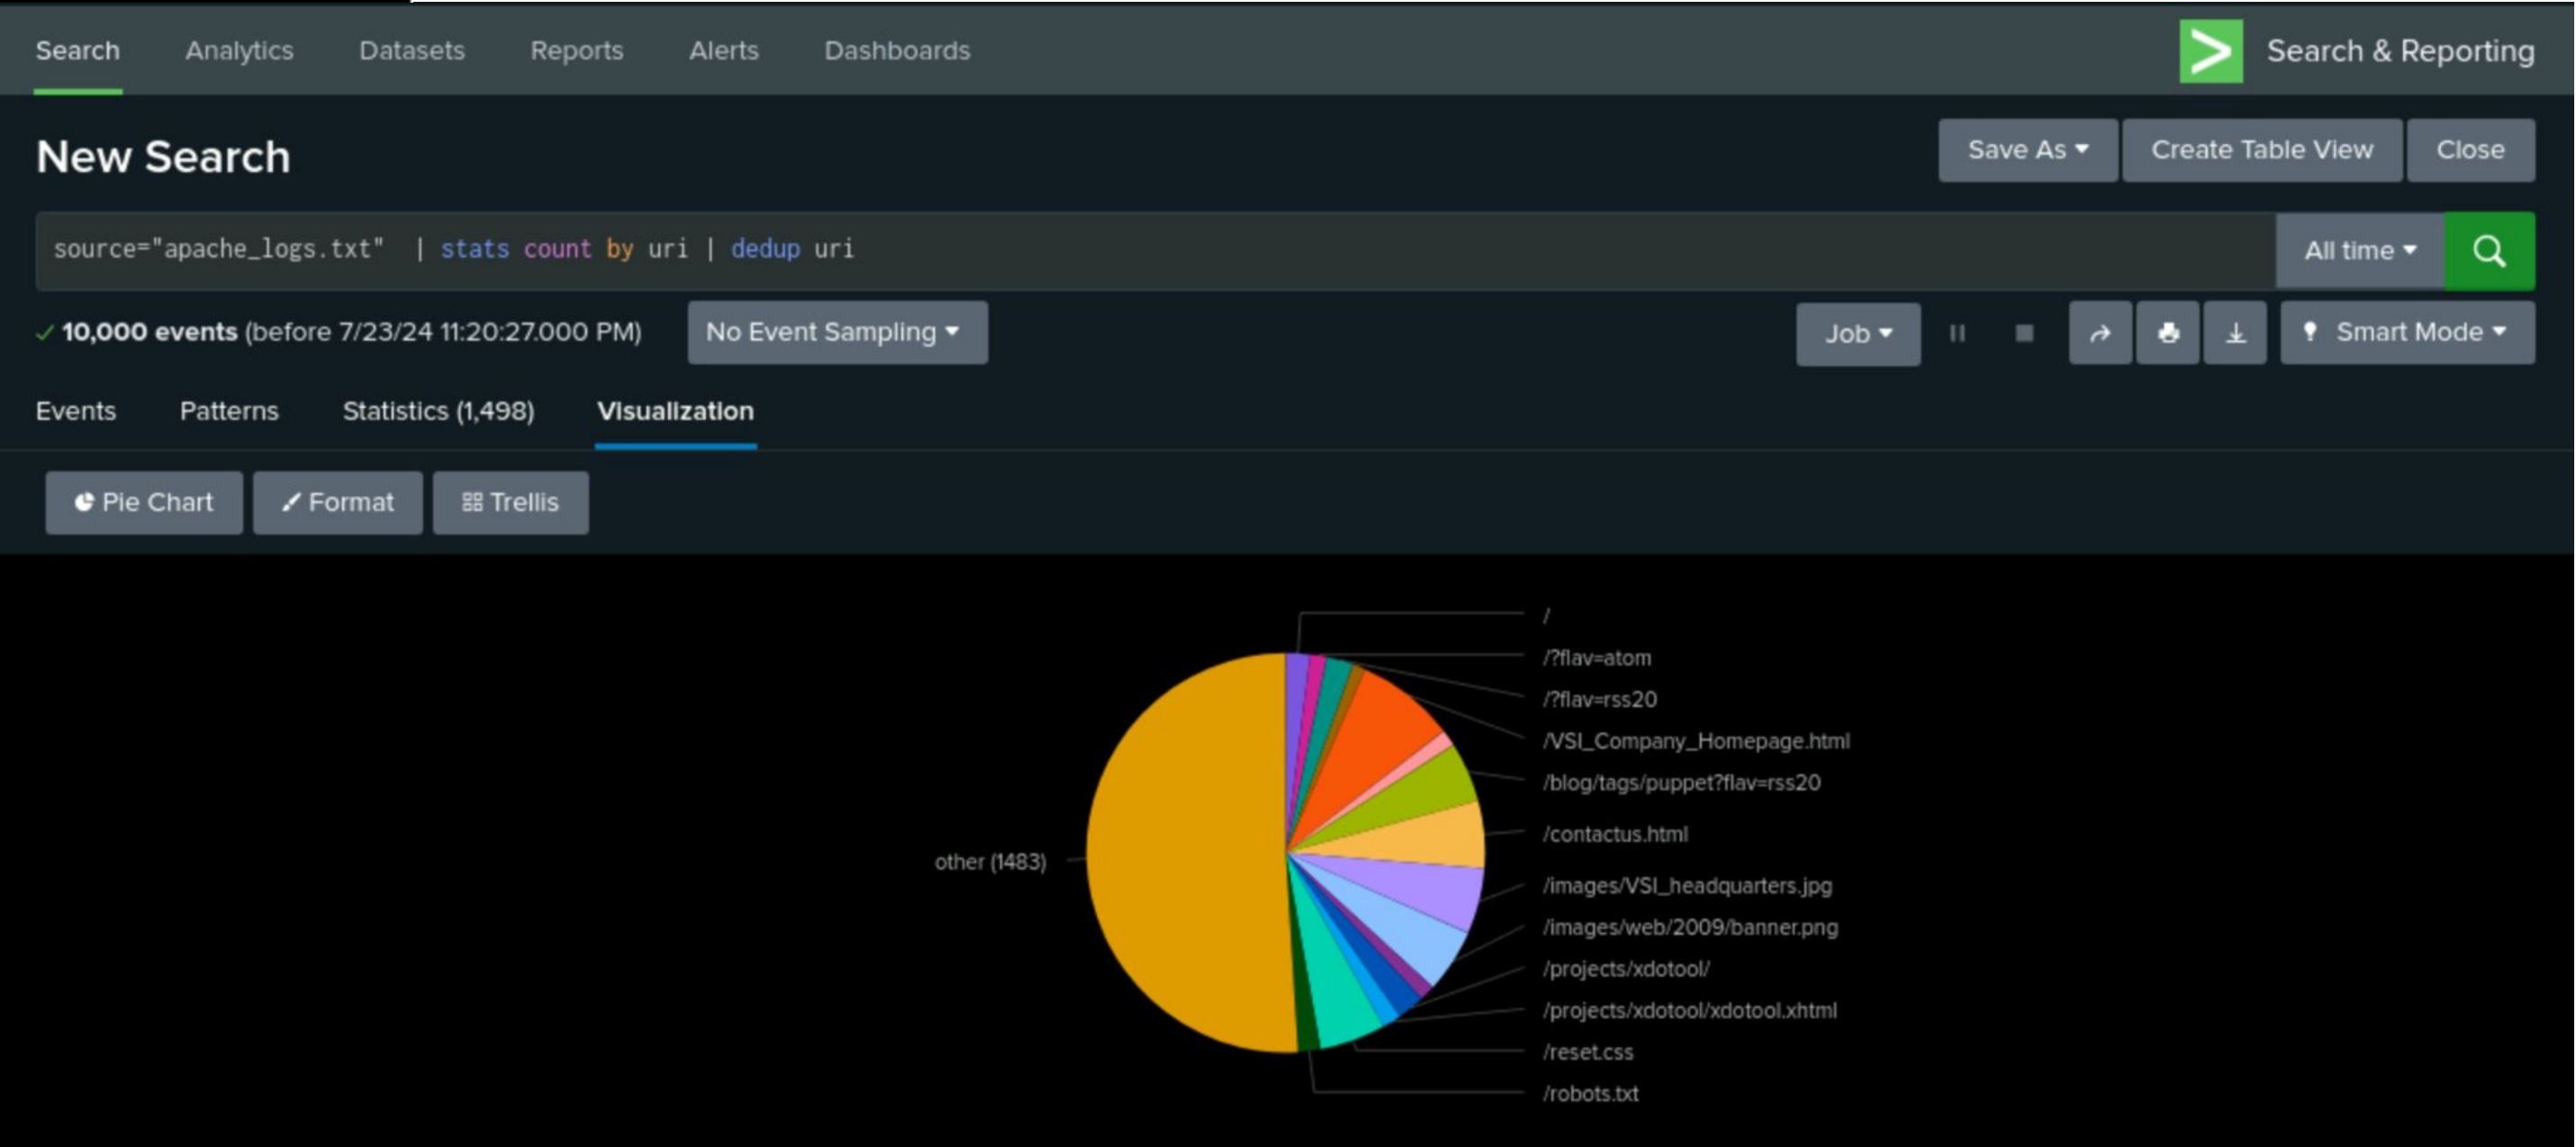 Search Analytics Datasets Reports Alerts Dashboards Search & Reporting
New Search
Save As Create Table View Close
source="apache_logs.txt" | stats count by uri | dedup uri
All time
10,000 events (before 7/23/24 11:20:27.000 PM) No Event Sampling Job Smart Mode
Events Patterns Statistics (1,498) Visualization
Pie Chart Format Trellis
/
/?flav=atom
/?flav=rss20
/VSI_Company_Homepage.html
/blog/tags/puppet?flav=rss20
/contactus.html
other (1483)
/images/VSI_headquarters.jpg
/images/web/2009/banner.png
/projects/xdotool/
/projects/xdotool/xdotool.xhtml
/reset.css
/robots.txt